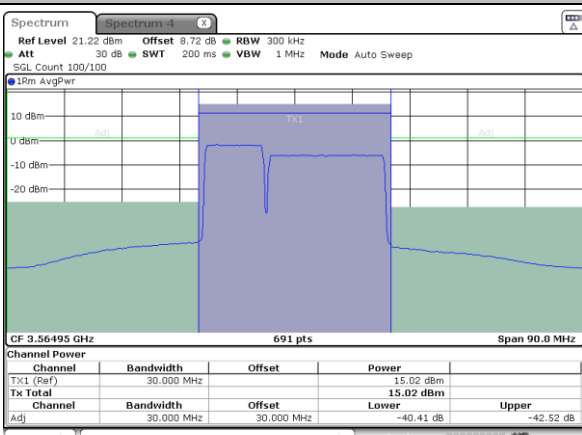 Spectrum Spectrum 4 X
Ref Level 21.22 dBm Offset 8.72 dB RBW 300 kHz
Att 30 dB SWT 200 ms VBW 1 MHz Mode Auto Sweep
SGL Count 100/100
1Rm AvgPwr
10 dBm
TX1
Adj Adj
0 dBm
-10 dBm
-20 dBm
CF 3.56495 GHz 691 pts Span 90.0 MHz
Channel Power
Channel Bandwidth Offset Power
TX1 (Ref) 30.000 MHz 15.02 dBm
Tx Total 15.02 dBm
Channel Bandwidth Offset Lower Upper
Adj 30.000 MHz 30.000 MHz -40.41 dB -42.52 dB